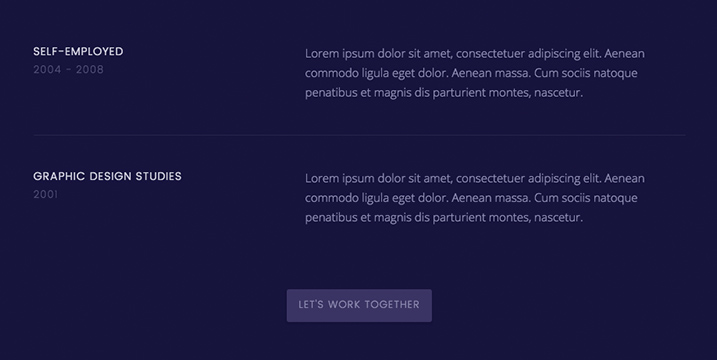 SELF-EMPLOYED
2004 - 2008
Lorem ipsum dolor sit amet, consectetuer adipiscing elit. Aenean
commodo ligula eget dolor. Aenean massa. Cum sociis natoque
penatibus et magnis dis parturient montes, nascetur.
GRAPHIC DESIGN STUDIES
2001
Lorem ipsum dolor sit amet, consectetuer adipiscing elit. Aenean
commodo ligula eget dolor. Aenean massa. Cum sociis natoque
penatibus et magnis dis parturient montes, nascetur.
LET'S WORK TOGETHER